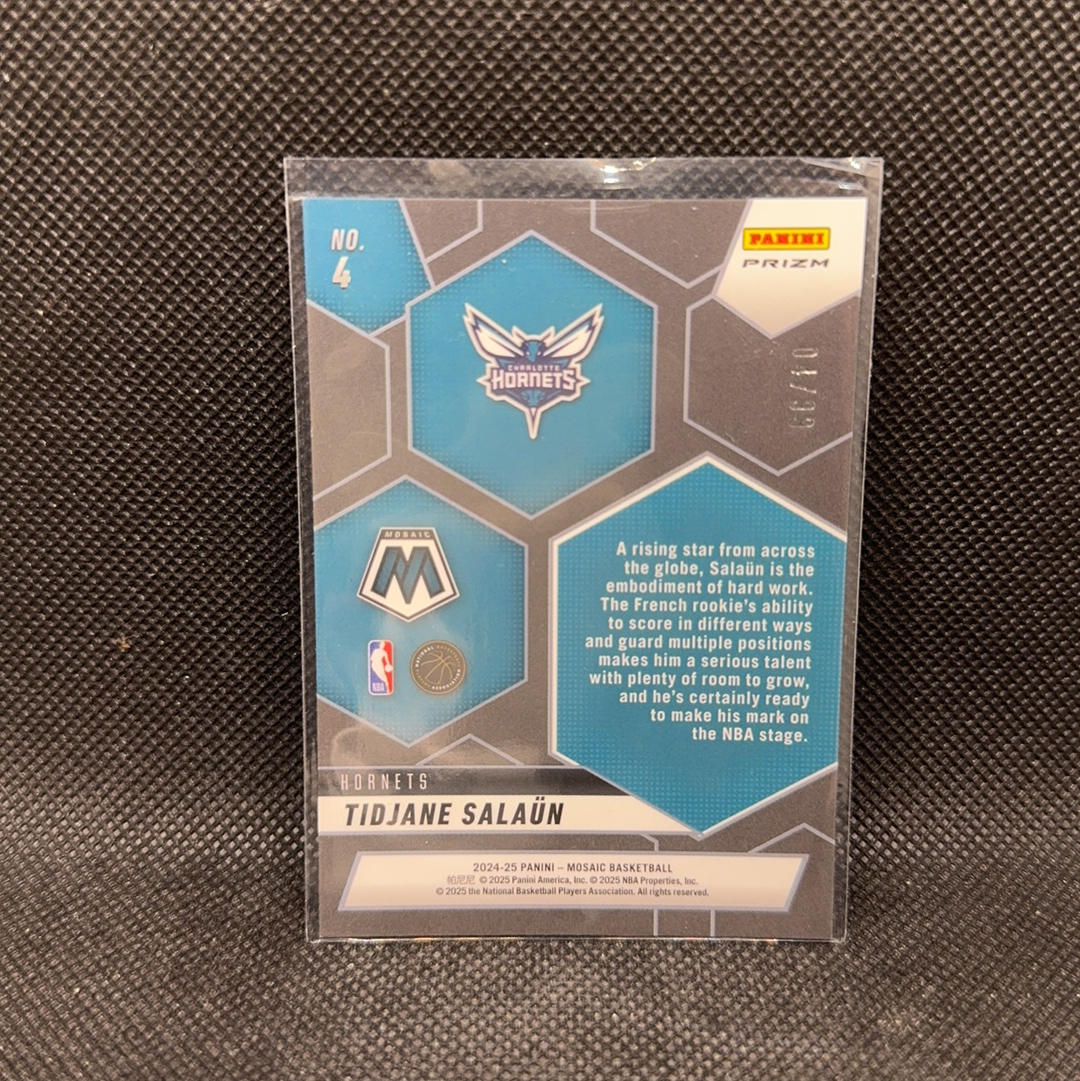 NO.
4
PANINI
PRIZM
CHARLOTTE
HORNETS
MOSAIC
NBA
A rising star from across
the globe, Salaün is the
embodiment of hard work.
The French rookie's ability
to score in different ways
and guard multiple positions
makes him a serious talent
with plenty of room to grow,
and he's certainly ready
to make his mark on
the NBA stage.
HORNETS
TIDJANE SALAÜN
2024-25 PANINI – MOSAIC BASKETBALL
帕尼尼 © 2025 Panini America, Inc. © 2025 NBA Properties, Inc.
© 2025 the National Basketball Players Association. All rights reserved.